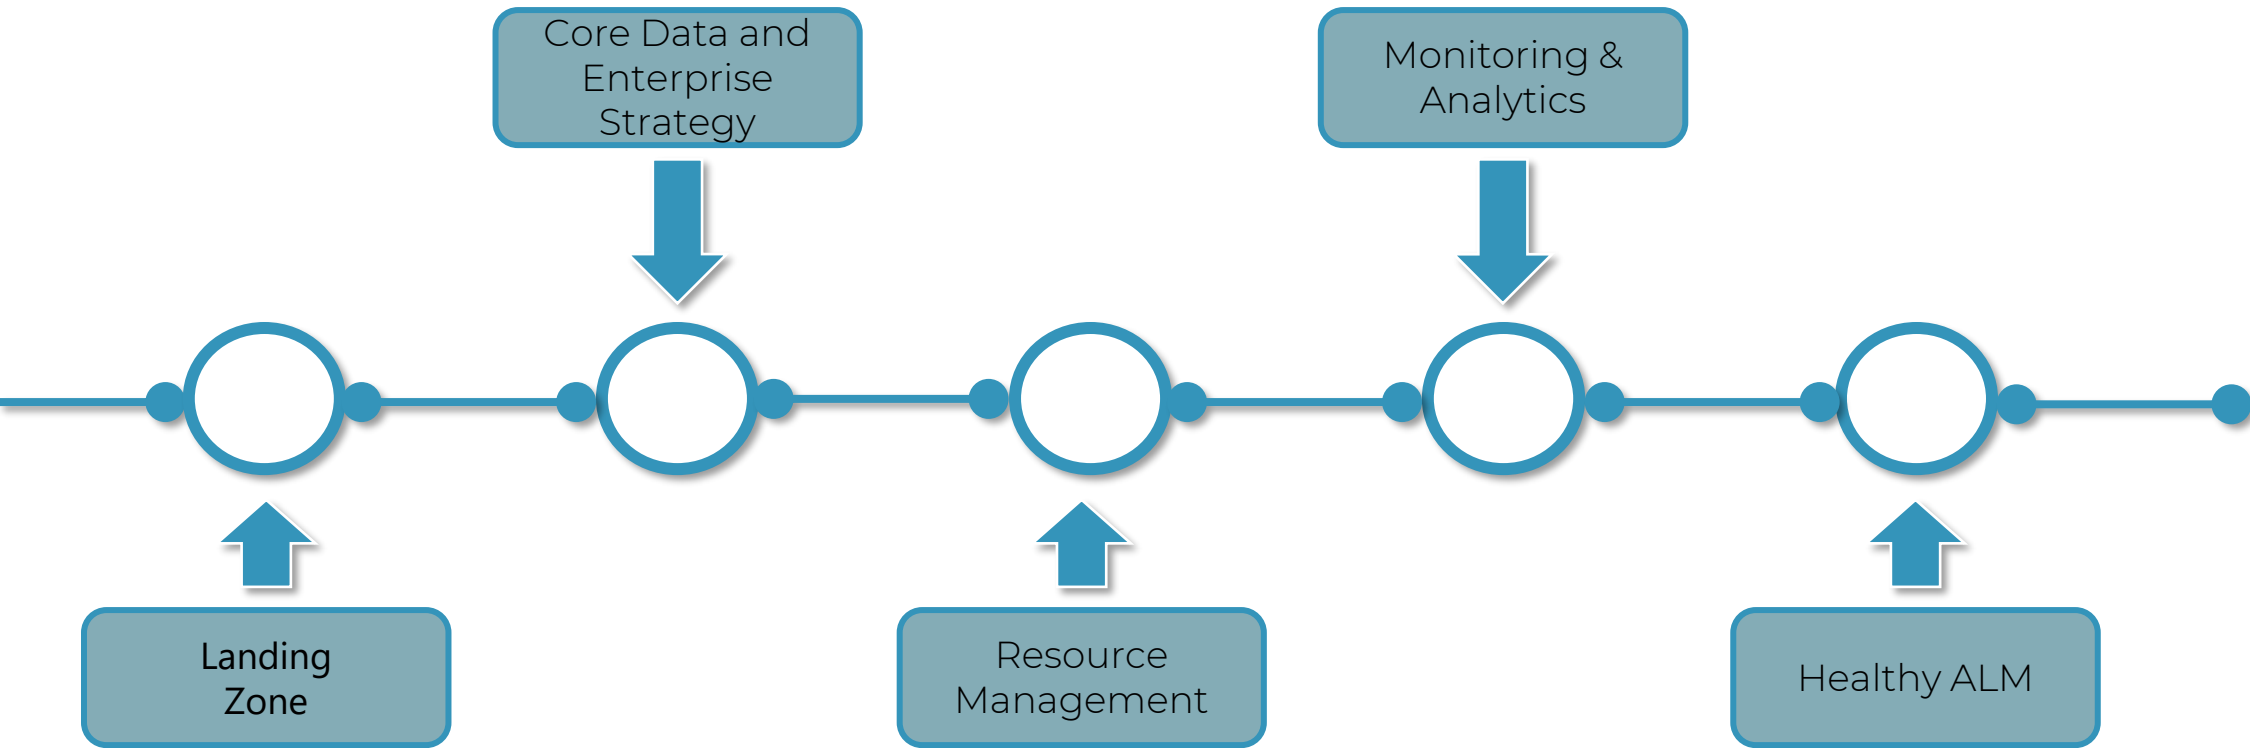 Core Data and
Enterprise
Strategy
Monitoring &
Analytics
Landing
Zone
Resource
Management
Healthy ALM